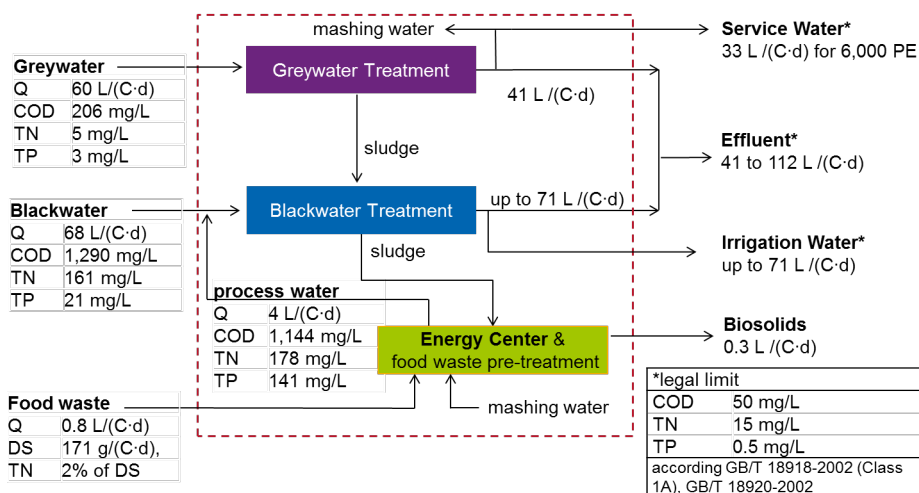 mashing water
Service Water*
33 L /(C·d) for 6,000 PE
Greywater
Q 60 L/(C·d)
COD 206 mg/L
TN 5 mg/L
TP 3 mg/L
Greywater Treatment
41 L /(C·d)
sludge
Effluent*
41 to 112 L /(C·d)
Blackwater
Q 68 L/(C·d)
COD 1,290 mg/L
TN 161 mg/L
TP 21 mg/L
Blackwater Treatment
up to 71 L /(C·d)
sludge
Irrigation Water*
up to 71 L /(C·d)
process water
Q 4 L/(C·d)
COD 1,144 mg/L
TN 178 mg/L
TP 141 mg/L
Energy Center &
food waste pre-treatment
Biosolids
0.3 L /(C·d)
Food waste
Q 0.8 L/(C·d)
DS 171 g/(C·d),
TN 2% of DS
mashing water
*legal limit
COD 50 mg/L
TN 15 mg/L
TP 0.5 mg/L
according GB/T 18918-2002 (Class
1A), GB/T 18920-2002